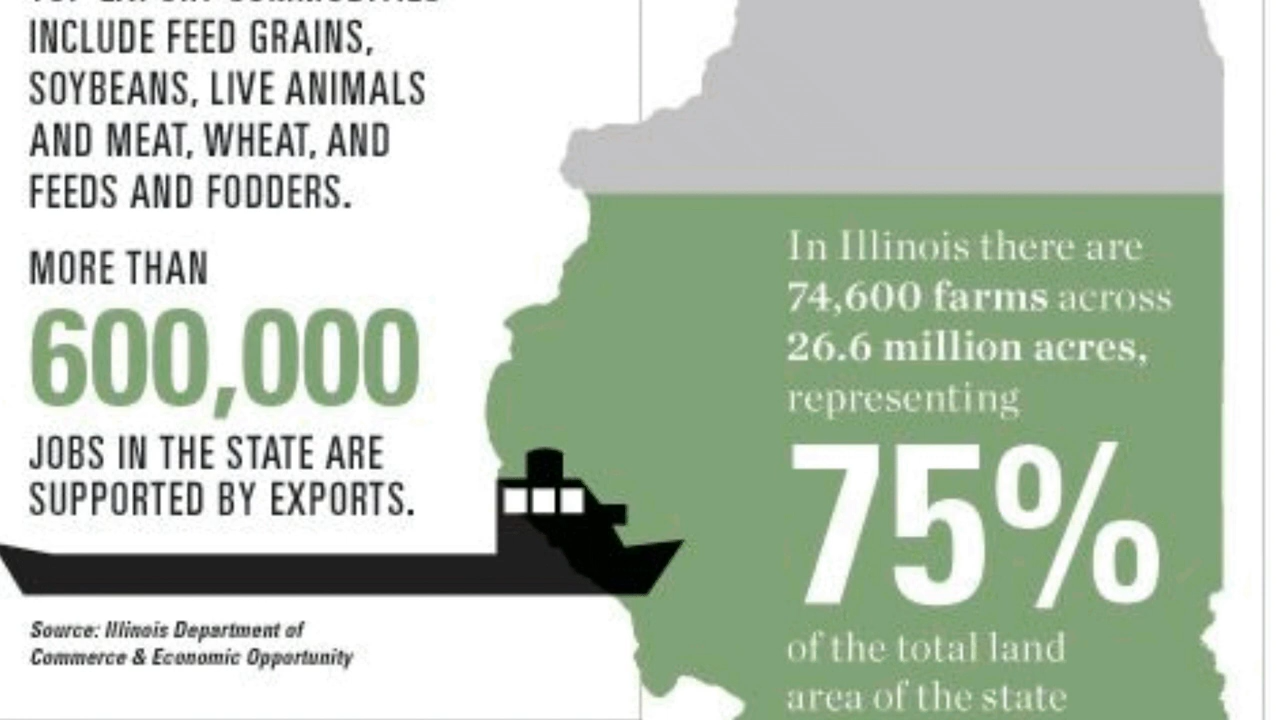 INCLUDE FEED GRAINS,
SOYBEANS, LIVE ANIMALS
AND MEAT, WHEAT, AND
FEEDS AND FODDERS.
MORE THAN
600,000
JOBS IN THE STATE ARE
SUPPORTED BY EXPORTS.
Source: Illinois Department of
Commerce & Economic Opportunity
In Illinois there are
74,600 farms across
26.6 million acres,
representing
75%
of the total land
area of the state